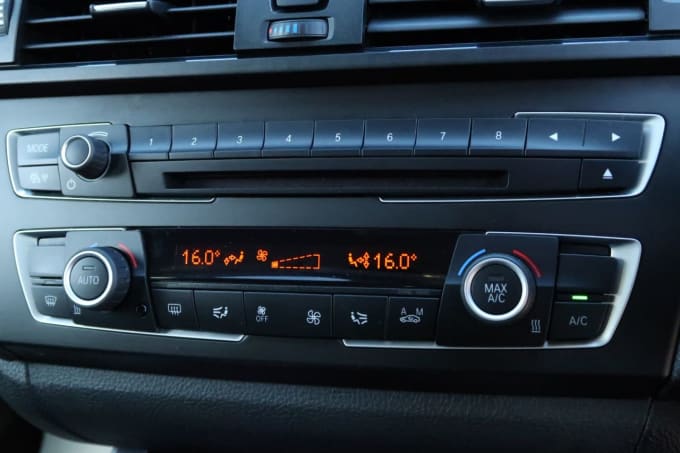 MODE 1 2 3 4 5 6 7 8
16.0° 16.0°
AUTO MAX A/C
OFF A M A/C